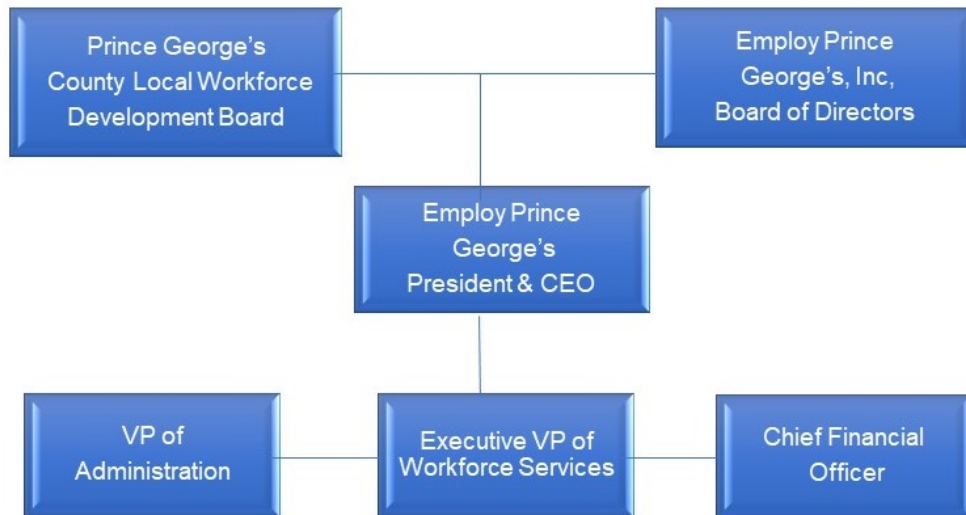 Prince George’s
County Local Workforce
Development Board
Employ Prince
George’s, Inc,
Board of Directors
Employ Prince
George’s
President & CEO
VP of
Administration
Executive VP of
Workforce Services
Chief Financial
Officer